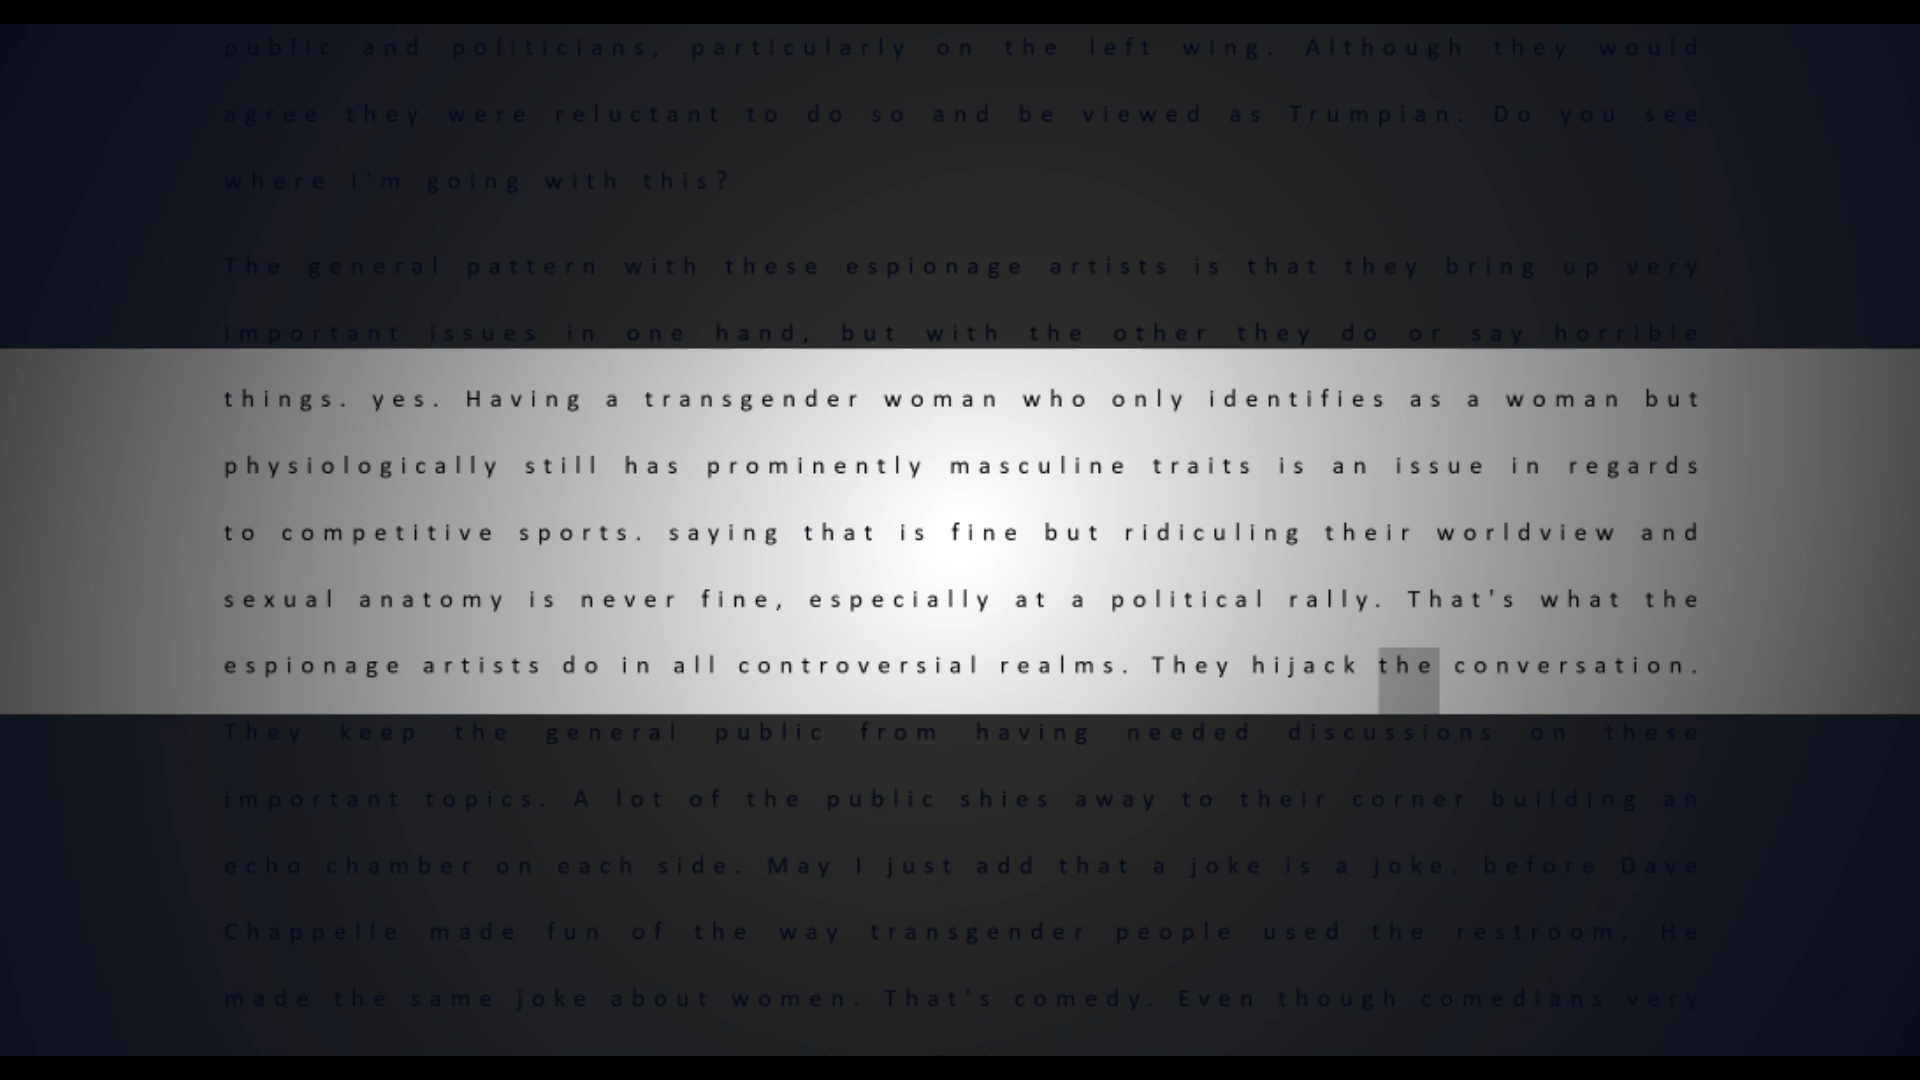 public and politicians, particularly on the left wing. Although they would
agree they were reluctant to do so and be viewed as Trumpian. Do you see
where I'm going with this?
The general pattern with these espionage artists is that they bring up very
important issues in one hand, but with the other they do or say horrible
things. yes. Having a transgender woman who only identifies as a woman but
physiologically still has prominently masculine traits is an issue in regards
to competitive sports. saying that is fine but ridiculing their worldview and
sexual anatomy is never fine, especially at a political rally. That's what the
espionage artists do in all controversial realms. They hijack the conversation.
They keep the general public from having needed discussions on these
important topics. A lot of the public shies away to their corner building an
echo chamber on each side. May I just add that a joke is a joke. before Dave
Chappelle made fun of the way transgender people used the restroom, He
made the same joke about women. That's comedy. Even though comedians very